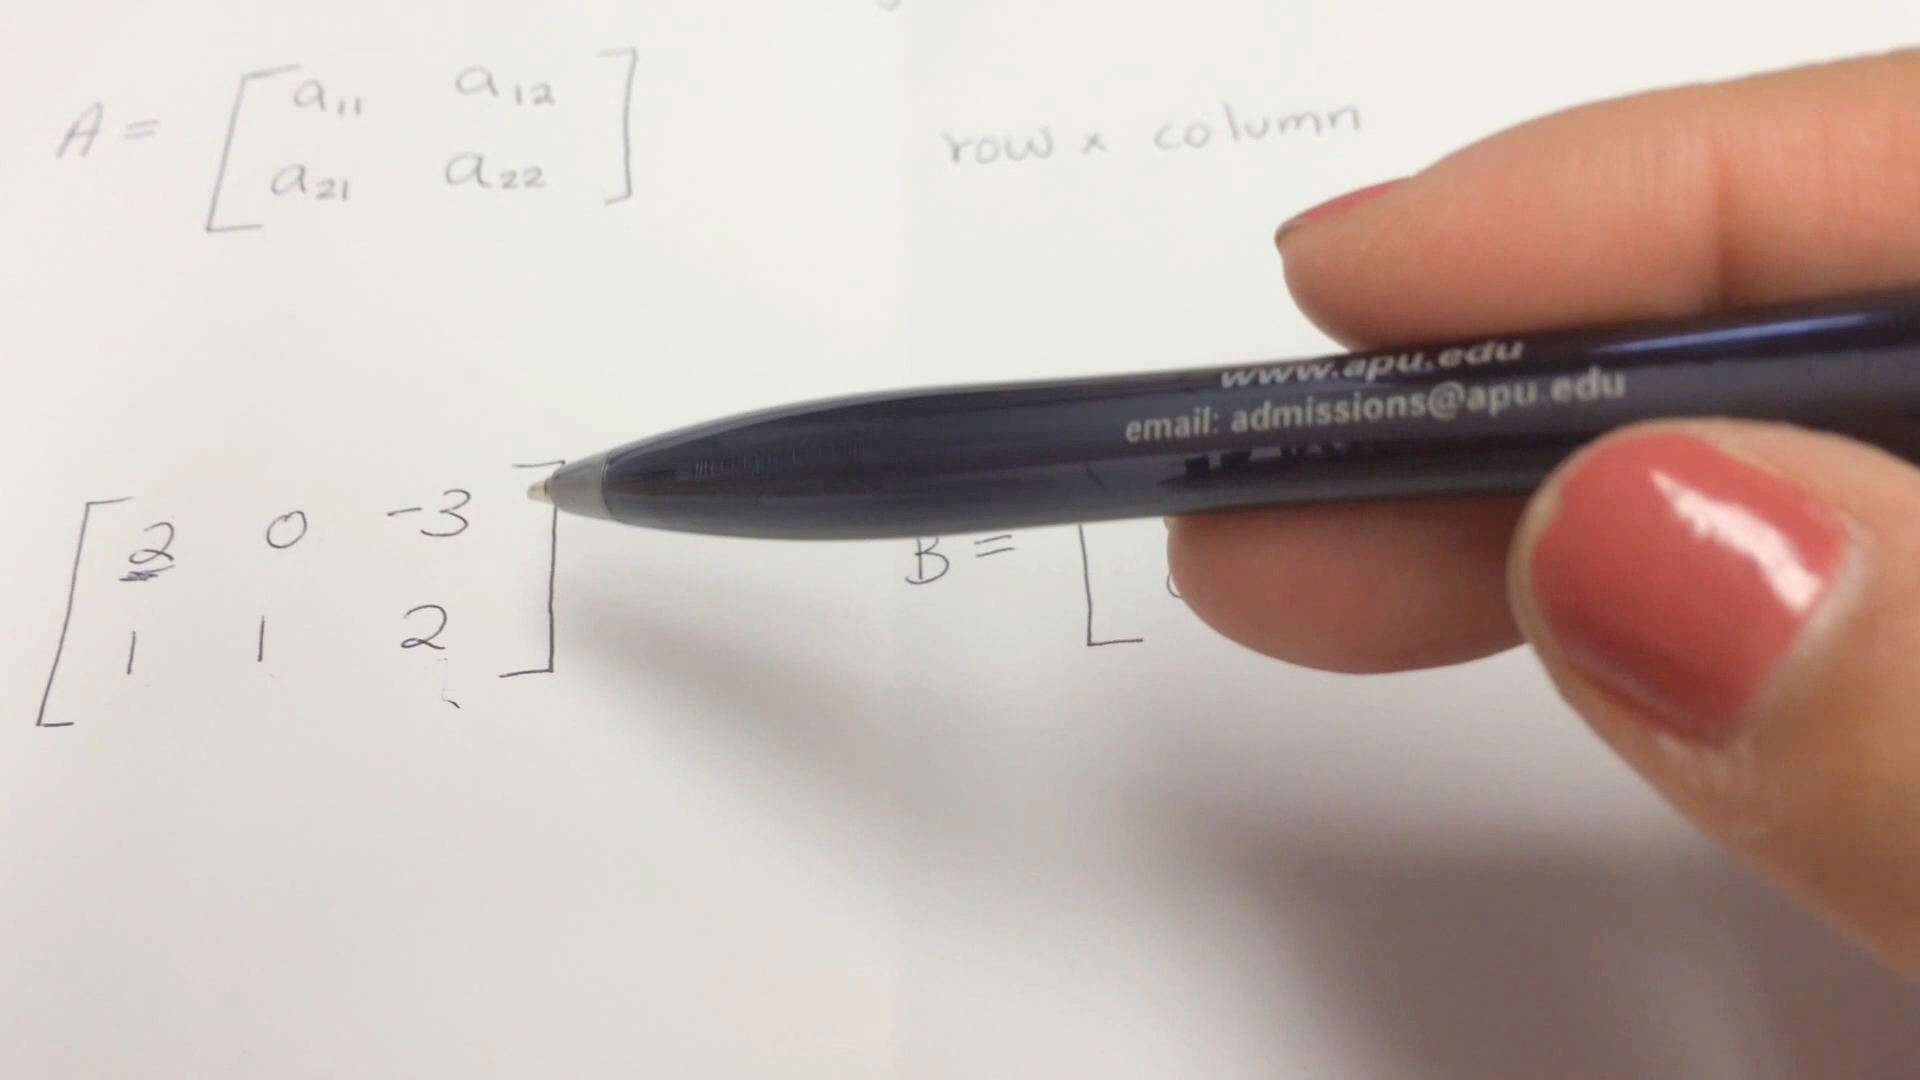 A = [ a11 a12
a21 a22 ]
row x column
www.apu.edu
email: admissions@apu.edu
[ 2 0 -3
1 1 2 ]
B = [